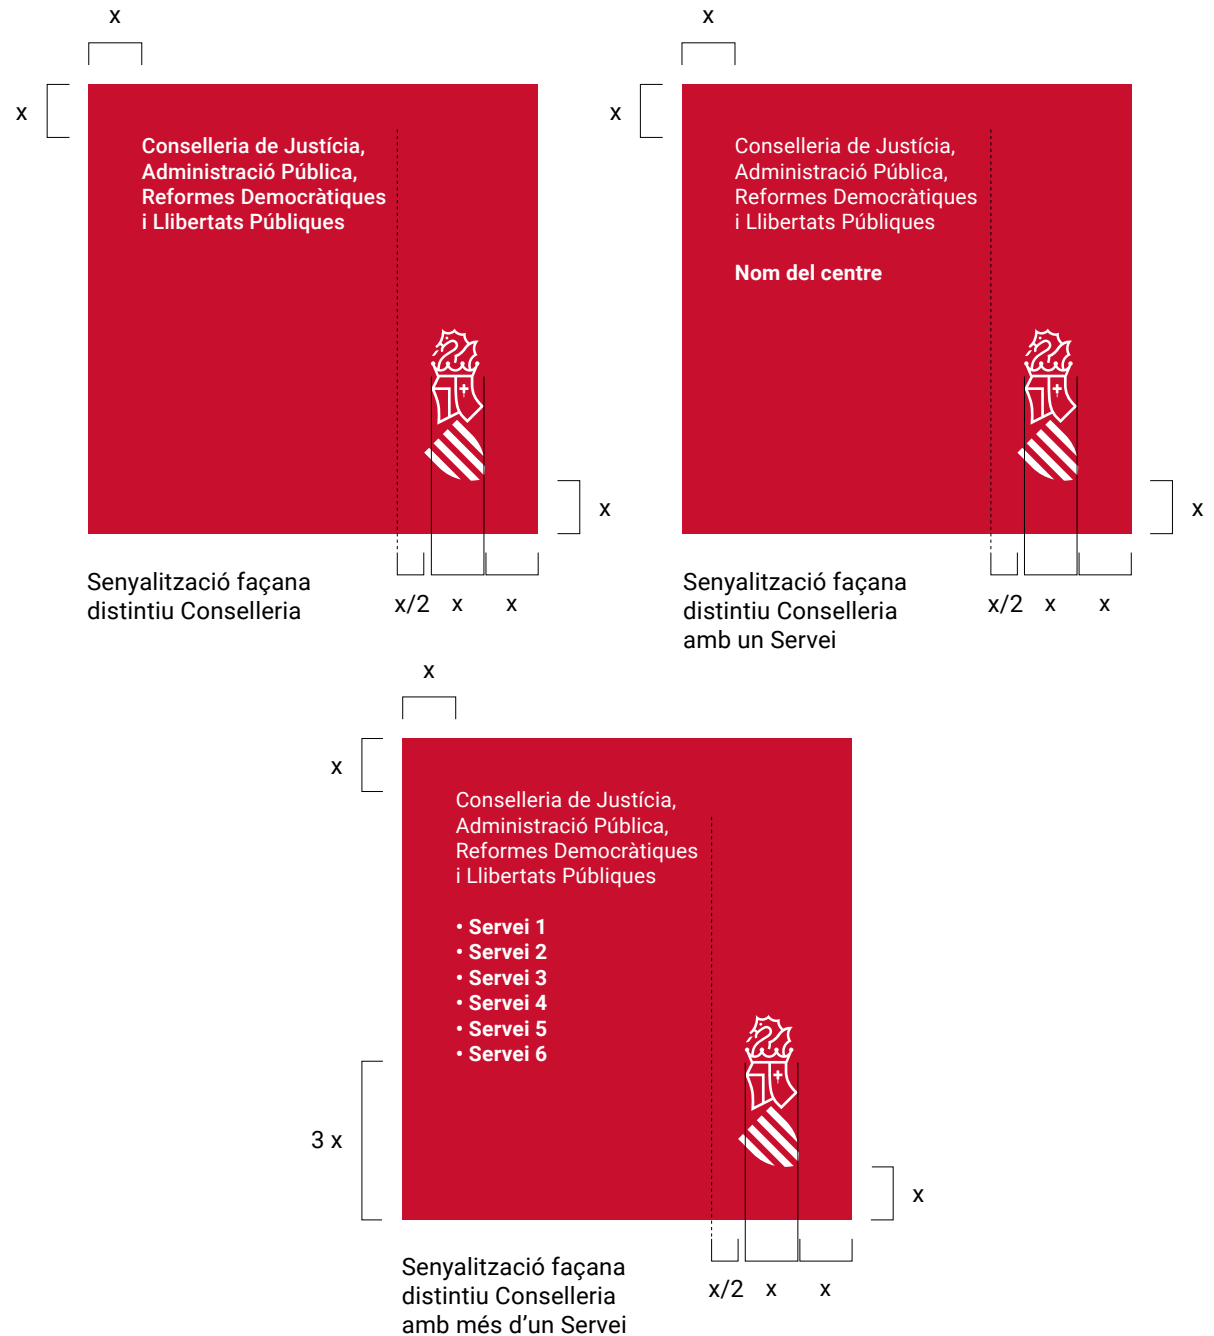 x
x
Conselleria de Justícia,
Administració Pública,
Reformes Democràtiques
i Llibertats Públiques
x
x/2 x x
Senyalització façana
distintiu Conselleria
x
x
Conselleria de Justícia,
Administració Pública,
Reformes Democràtiques
i Llibertats Públiques
Nom del centre
x
x/2 x x
Senyalització façana
distintiu Conselleria
amb un Servei
x
x
Conselleria de Justícia,
Administració Pública,
Reformes Democràtiques
i Llibertats Públiques
• Servei 1
• Servei 2
• Servei 3
• Servei 4
• Servei 5
• Servei 6
3 x
x
x/2 x x
Senyalització façana
distintiu Conselleria
amb més d’un Servei